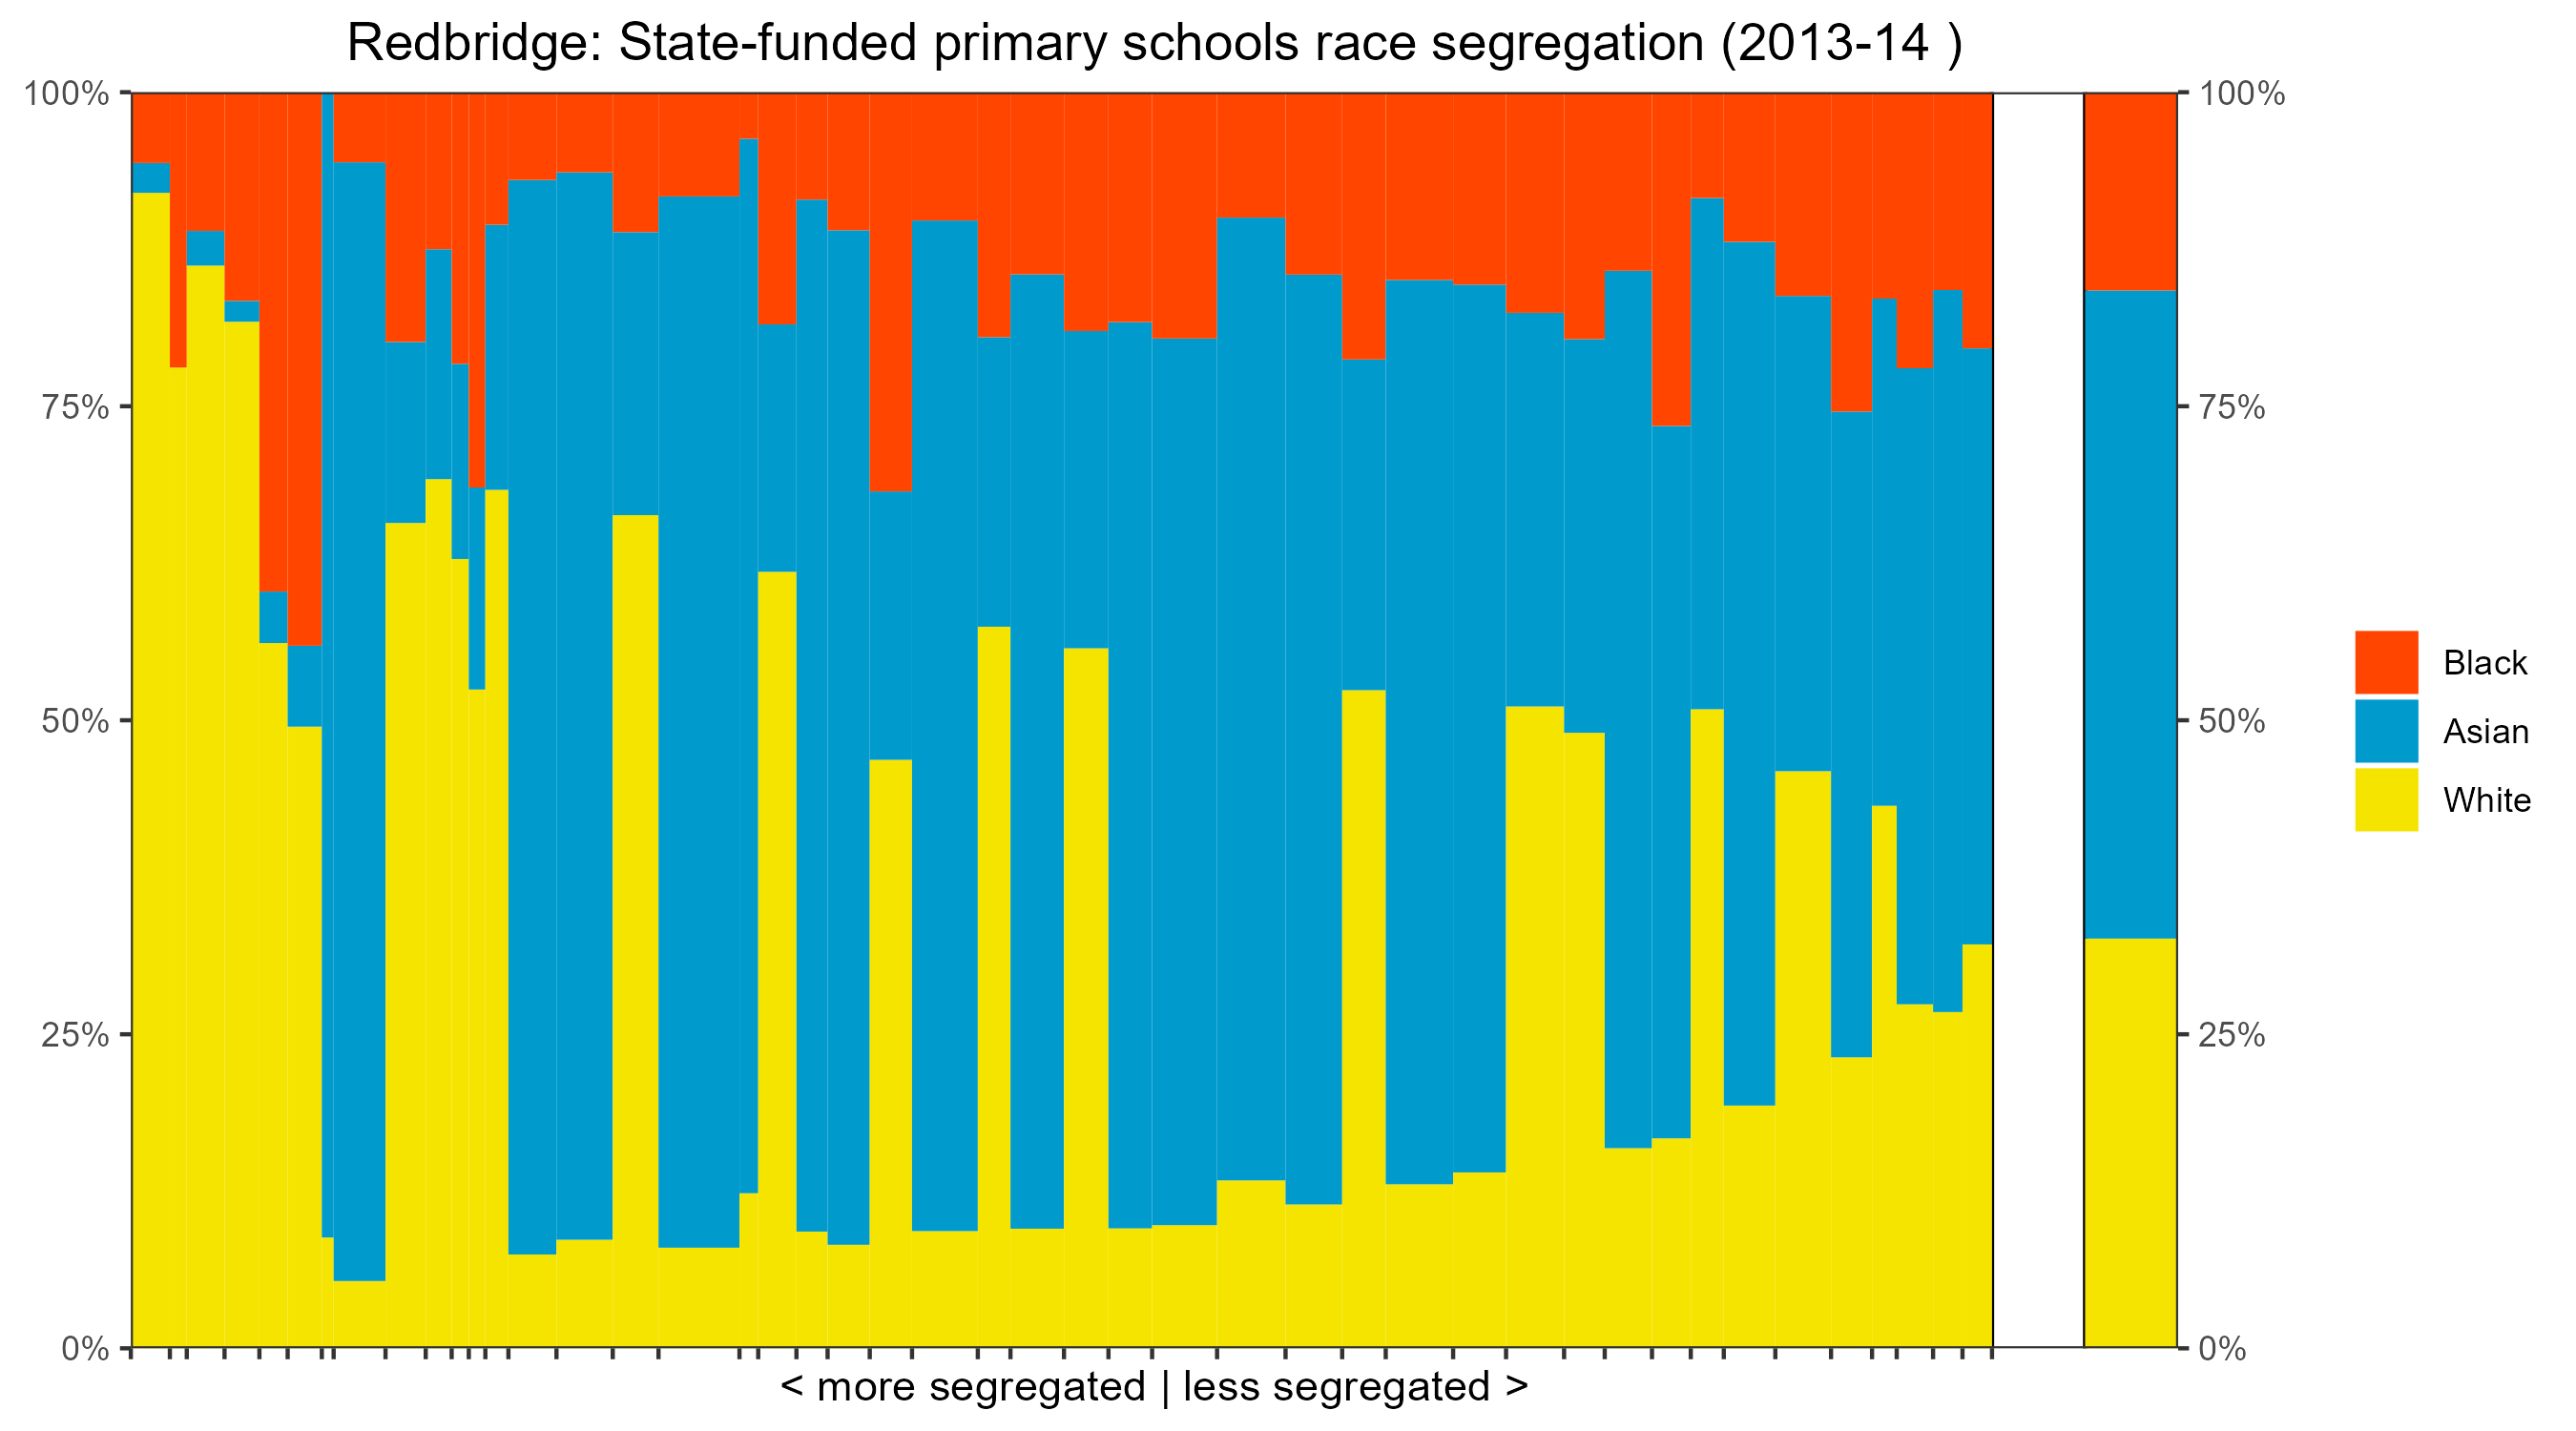 Redbridge: State-funded primary schools race segregation (2013-14 )
100%
75%
50%
25%
0%
100%
75%
50%
25%
0%
Black
Asian
White
< more segregated | less segregated >